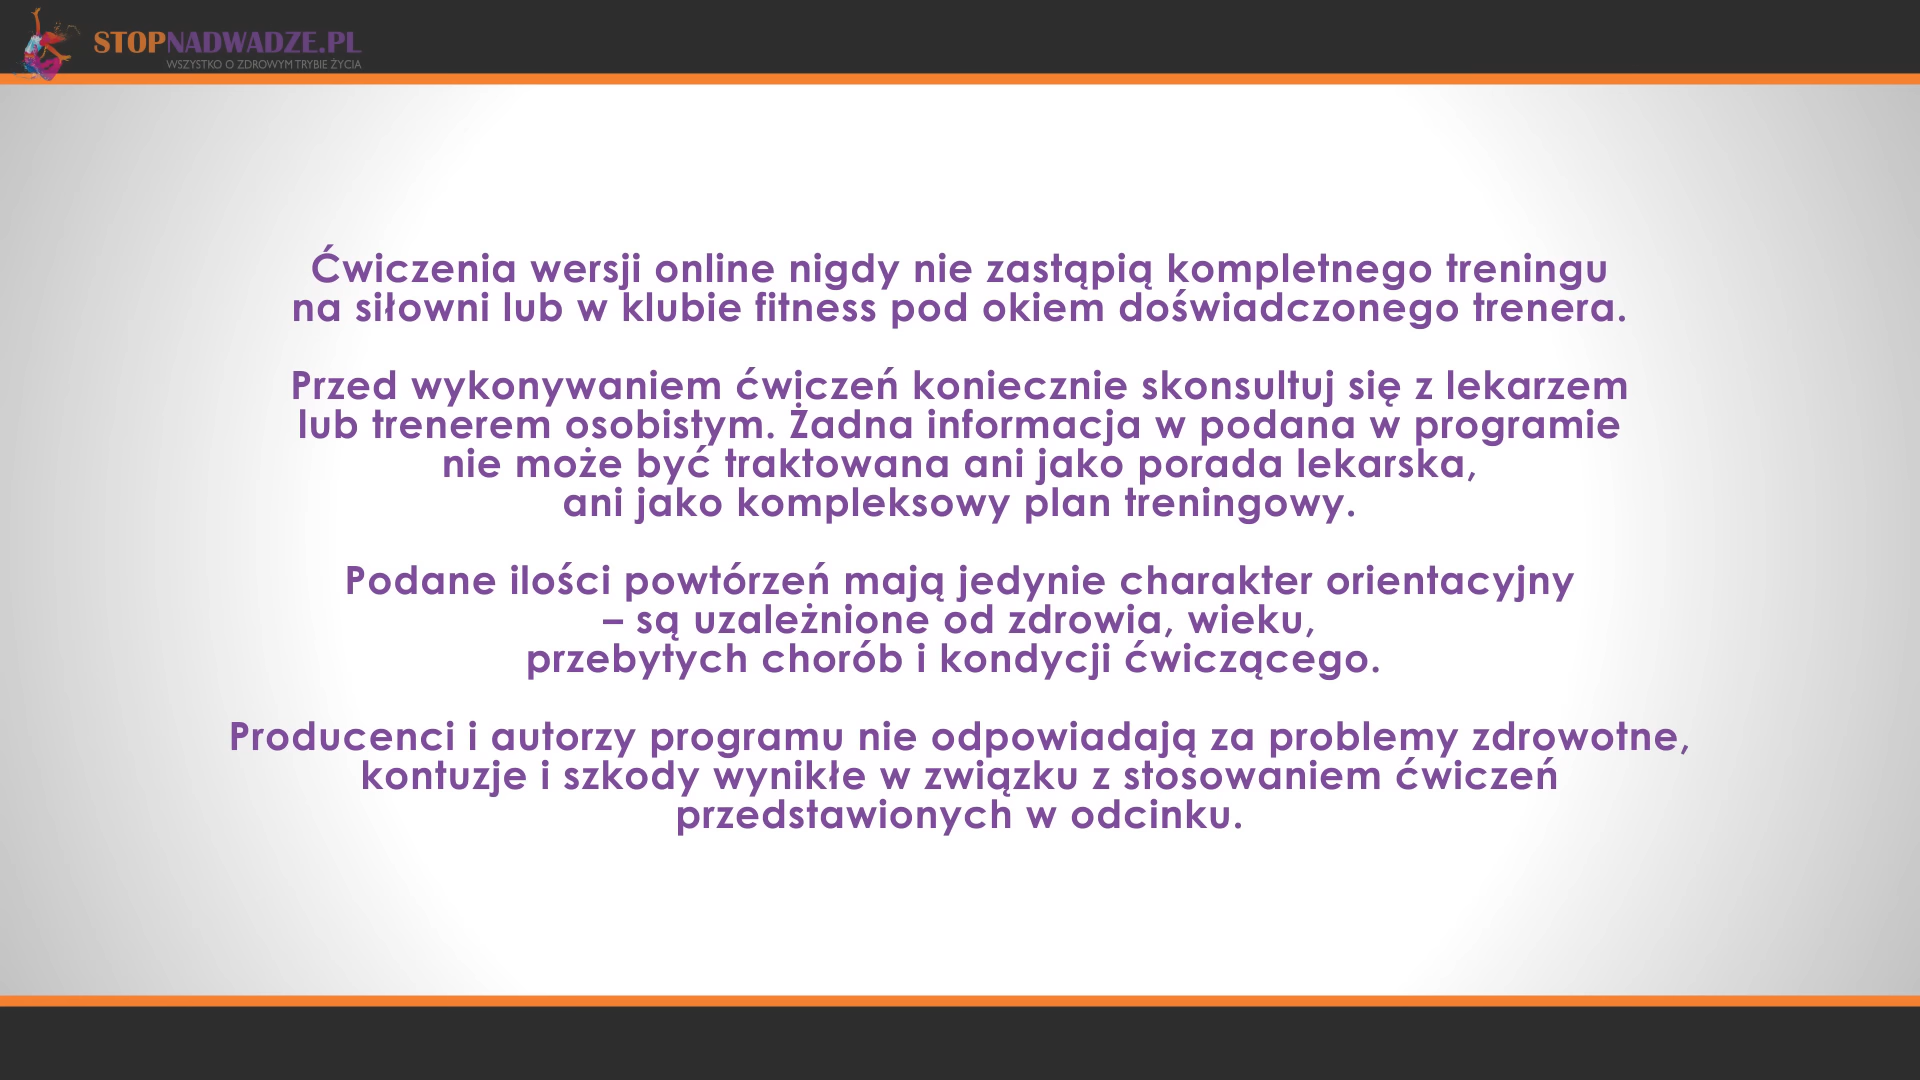 STOPNADWADZE.PL
WSZYSTKO O ZDROWYM TRYBIE ŻYCIA
Ćwiczenia wersji online nigdy nie zastąpią kompletnego treningu
na siłowni lub w klubie fitness pod okiem doświadczonego trenera.
Przed wykonywaniem ćwiczeń koniecznie skonsultuj się z lekarzem
lub trenerem osobistym. Żadna informacja w podana w programie
nie może być traktowana ani jako porada lekarska,
ani jako kompleksowy plan treningowy.
Podane ilości powtórzeń mają jedynie charakter orientacyjny
– są uzależnione od zdrowia, wieku,
przebytych chorób i kondycji ćwiczącego.
Producenci i autorzy programu nie odpowiadają za problemy zdrowotne,
kontuzje i szkody wynikłe w związku z stosowaniem ćwiczeń
przedstawionych w odcinku.